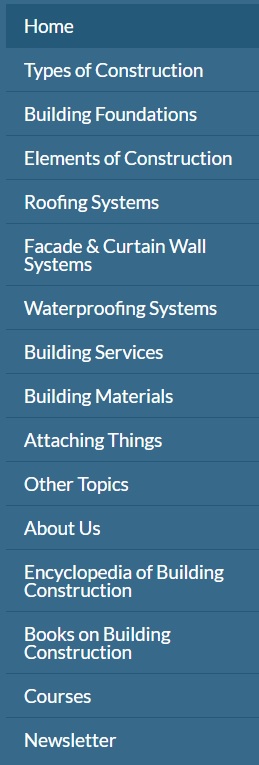 Home
Types of Construction
Building Foundations
Elements of Construction
Roofing Systems
Facade & Curtain Wall
Systems
Waterproofing Systems
Building Services
Building Materials
Attaching Things
Other Topics
About Us
Encyclopedia of Building
Construction
Books on Building
Construction
Courses
Newsletter